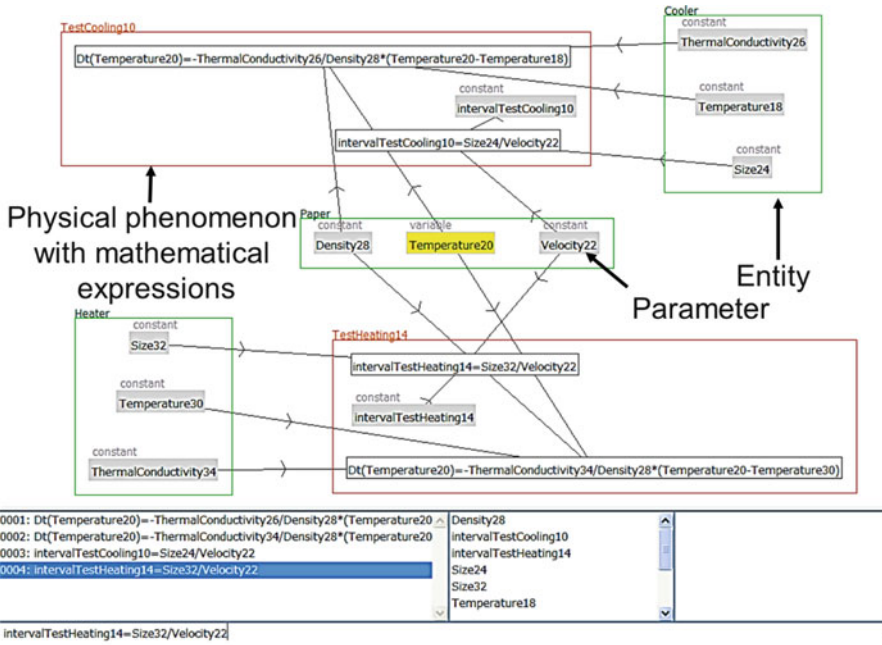 TestCooling10
Dt(Temperature20)=-ThermalConductivity26/Density28*(Temperature20-Temperature18)
constant
intervalTestCooling10
intervalTestCooling10=Size24/Velocity22
Cooler
constant
ThermalConductivity26
constant
Temperature18
constant
Size24
Physical phenomenon
with mathematical
expressions
Paper
constant
Density28
variable
Temperature20
constant
Velocity22
Entity
Parameter
Heater
constant
Size32
constant
Temperature30
constant
ThermalConductivity34
TestHeating14
intervalTestHeating14=Size32/Velocity22
constant
intervalTestHeating14
Dt(Temperature20)=-ThermalConductivity34/Density28*(Temperature20-Temperature30)
0001: Dt(Temperature20)=-ThermalConductivity26/Density28*(Temperature20
0002: Dt(Temperature20)=-ThermalConductivity34/Density28*(Temperature20
0003: intervalTestCooling10=Size24/Velocity22
0004: intervalTestHeating14=Size32/Velocity22
Density28
intervalTestCooling10
intervalTestHeating14
Size24
Size32
Temperature18
intervalTestHeating14=Size32/Velocity22